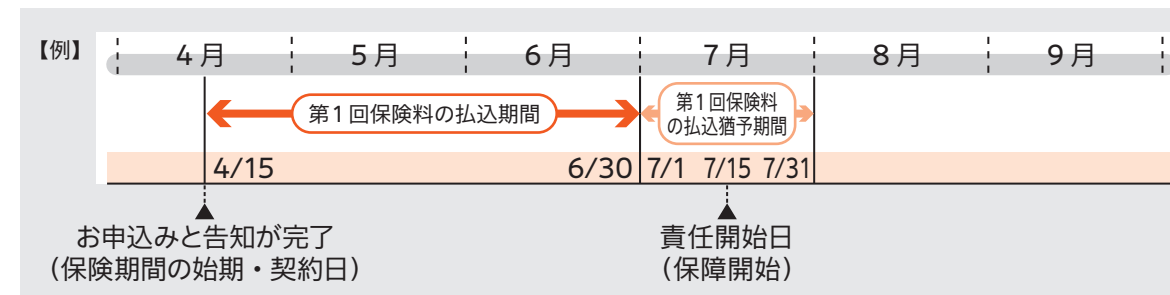 【例】
4月 5月 6月 7月 8月 9月
第1回保険料の払込期間
第1回保険料
の払込猶予期間
4/15 6/30 7/1 7/15 7/31
お申込みと告知が完了
（保険期間の始期・契約日）
責任開始日
（保障開始）